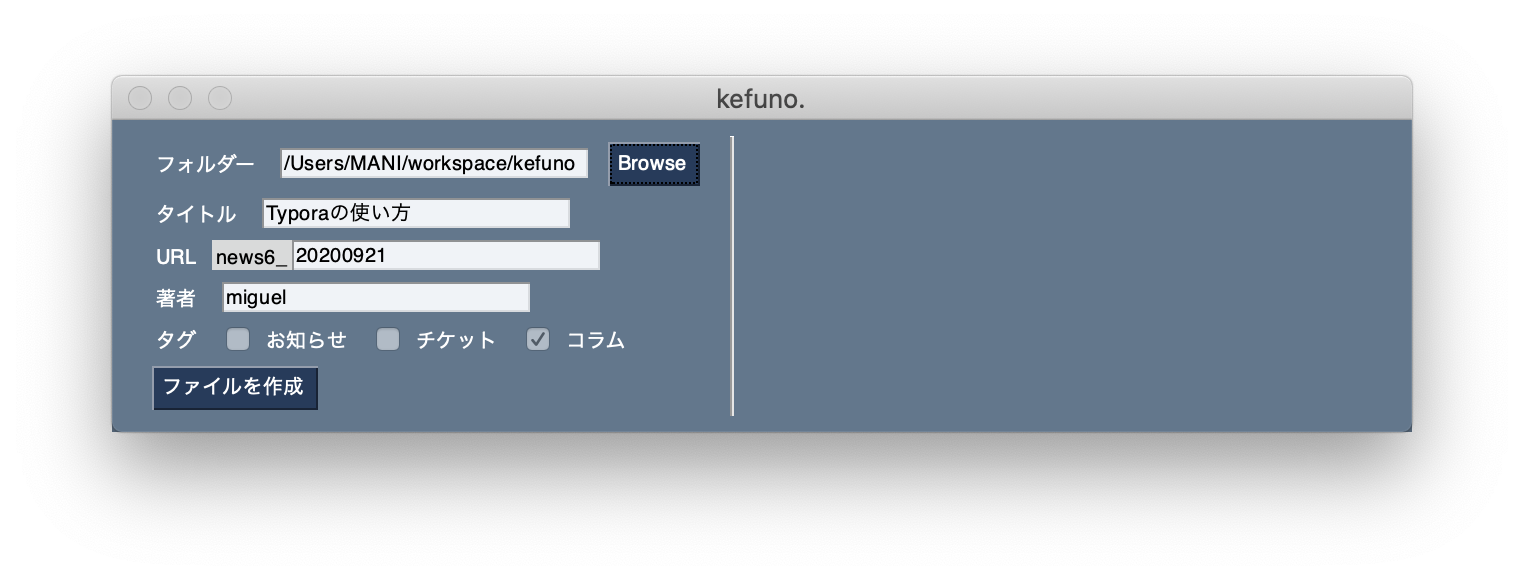 kefuno.
フォルダー /Users/MANI/workspace/kefuno Browse
タイトル Typoraの使い方
URL news6_ 20200921
著者 miguel
タグ お知らせ チケット コラム
ファイルを作成